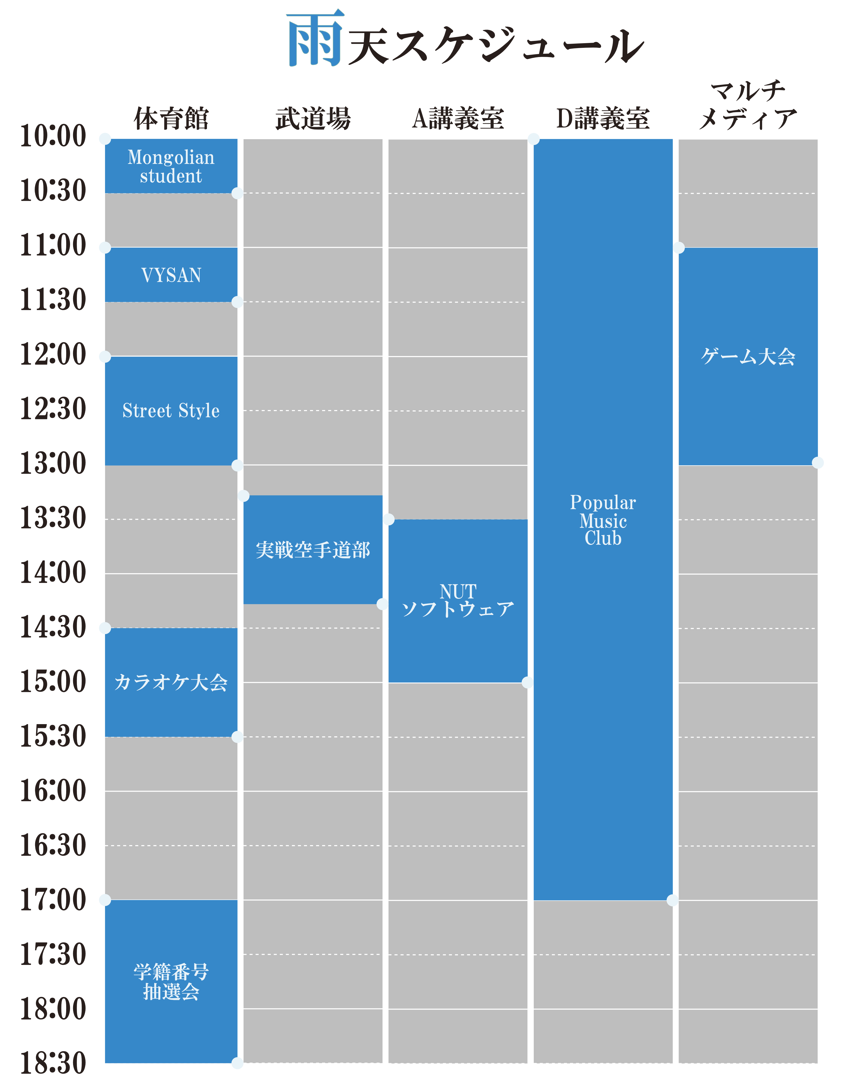 雨天スケジュール
体育館
武道場
A講義室
D講義室
マルチ
メディア
10:00
10:30
11:00
11:30
12:00
12:30
13:00
13:30
14:00
14:30
15:00
15:30
16:00
16:30
17:00
17:30
18:00
18:30
Mongolian
student
VYSAN
Street Style
カラオケ大会
学籍番号
抽選会
実戦空手道部
NUT
ソフトウェア
Popular
Music
Club
ゲーム大会